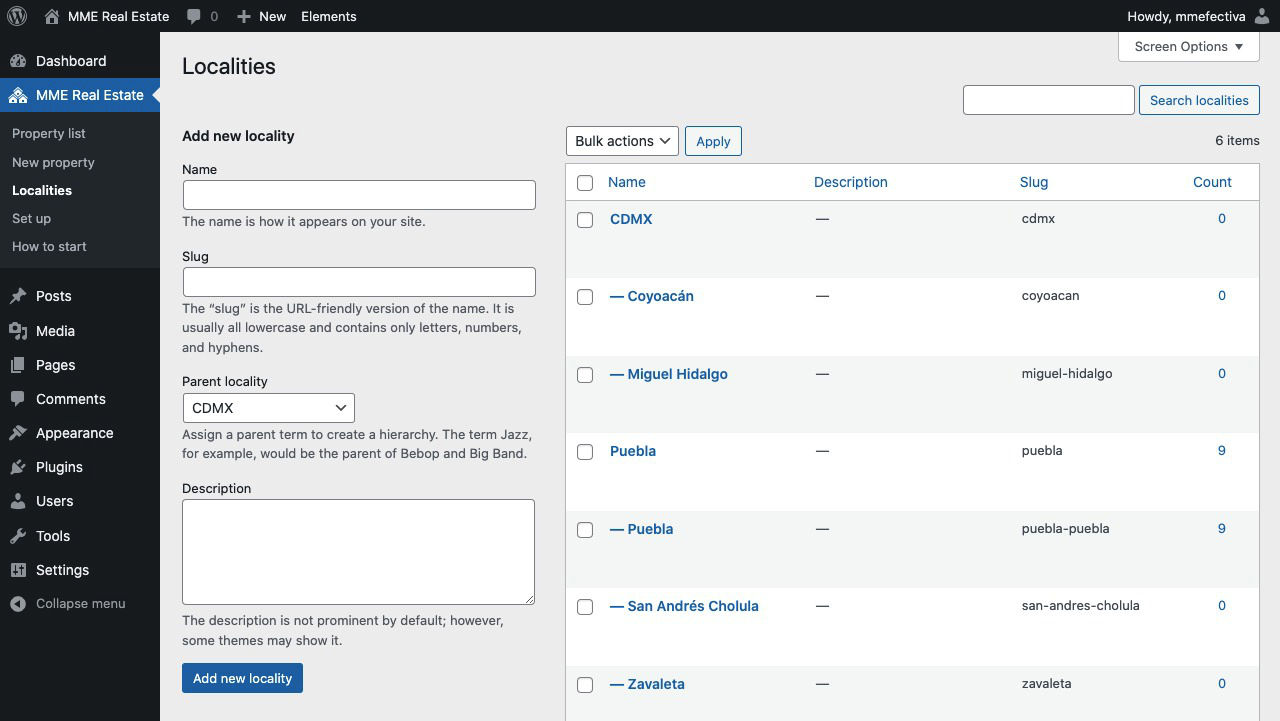 MME Real Estate 0 New Elements Howdy, mmefectiva
Dashboard
MME Real Estate
Property list
New property
Localities
Set up
How to start
Posts
Media
Pages
Comments
Appearance
Plugins
Users
Tools
Settings
Collapse menu
Screen Options
Localities
Search localities
Add new locality
Name
The name is how it appears on your site.
Slug
The “slug” is the URL-friendly version of the name. It is
usually all lowercase and contains only letters, numbers,
and hyphens.
Parent locality
CDMX
Assign a parent term to create a hierarchy. The term Jazz,
for example, would be the parent of Bebop and Big Band.
Description
The description is not prominent by default; however,
some themes may show it.
Add new locality
Bulk actions Apply 6 items
Name Description Slug Count
CDMX — cdmx 0
— Coyoacán — coyoacan 0
— Miguel Hidalgo — miguel-hidalgo 0
Puebla — puebla 9
— Puebla — puebla-puebla 9
— San Andrés Cholula — san-andres-cholula 0
— Zavaleta — zavaleta 0